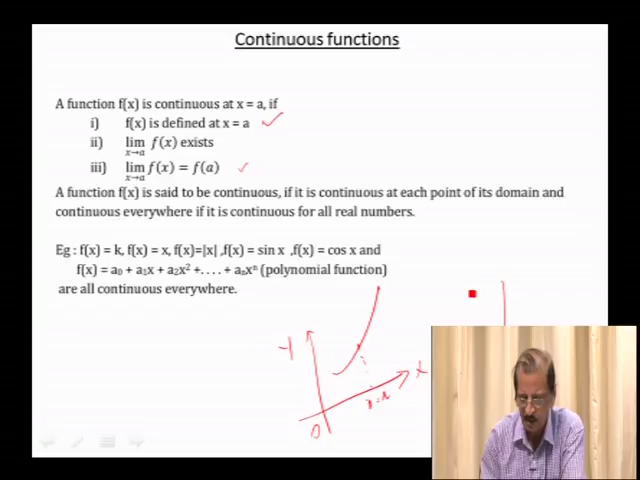 Continuous functions
A function f(x) is continuous at x = a, if
i) f(x) is defined at x = a
ii) lim x→a f(x) exists
iii) lim x→a f(x) = f(a)
A function f(x) is said to be continuous, if it is continuous at each point of its domain and
continuous everywhere if it is continuous for all real numbers.
Eg : f(x) = k, f(x) = x, f(x)=|x| ,f(x) = sin x ,f(x) = cos x and
f(x) = a₀ + a₁x + a₂x² +. . . . + aₙxⁿ (polynomial function)
are all continuous everywhere.
Y
X
O